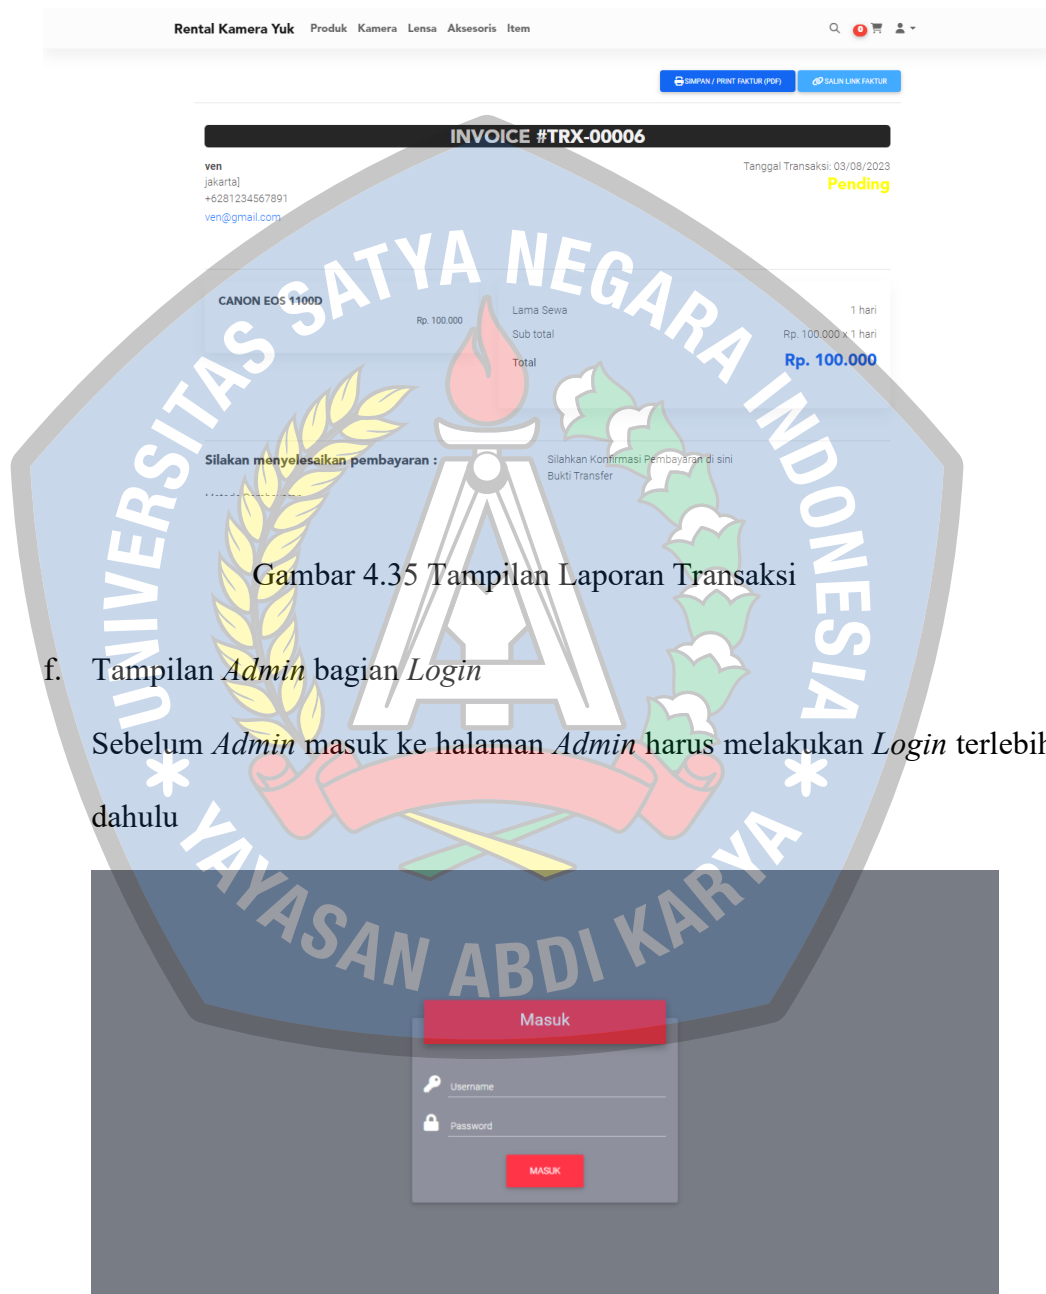 Rental Kamera Yuk Produk Kamera Lensa Aksesoris Item 0
SIMPAN / PRINT FAKTUR (PDF) SALIN LINK FAKTUR
INVOICE #TRX-00006
ven Tanggal Transaksi: 03/08/2023
jakarta] Pending
+6281234567891
ven@gmail.com
CANON EOS 1100D
Rp. 100.000
Lama Sewa 1 hari
Sub total Rp. 100.000 x 1 hari
Total Rp. 100.000
Silakan menyelesaikan pembayaran :
Silahkan Konfirmasi Pembayaran di sini
Bukti Transfer
Gambar 4.35 Tampilan Laporan Transaksi
f. Tampilan Admin bagian Login
Sebelum Admin masuk ke halaman Admin harus melakukan Login terlebih
dahulu
Masuk
Username
Password
MASUK
UNIVERSITAS SATYA NEGARA INDONESIA
YAYASAN ABDI KARYA